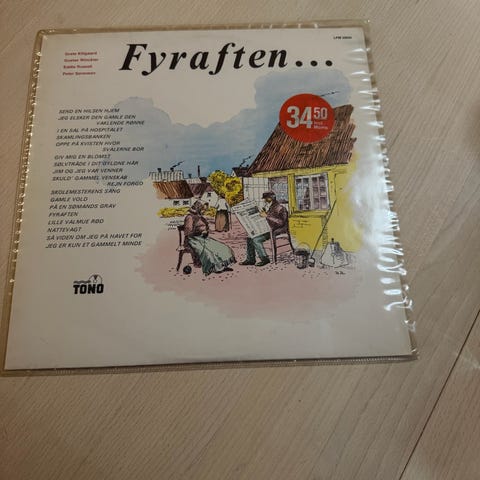 Grete Klitgaard
Gustav Winckler
Eddie Russell
Peter Sørensen
Fyraften...
SEND EN HILSEN HJEM
JEG ELSKER DEN GAMLE DEN
VAKLENDE RØNNE
I EN SAL PÅ HOSPITALET
SKAMLINGSBANKEN
OPPE PÅ KVISTEN HVOR
SVALERNE BOR
GIV MIG EN BLOMST
SØLVTRÅDE I DIT GYLDNE HÅR
JIM OG JEG VAR VENNER
SKULD' GAMMEL VENSKAB
REJN FORGO
SKOLEMESTERENS SANG
GAMLE VOLD
PÅ EN SØMANDS GRAV
FYRAFTEN
LILLE VALMUE RØD
NATTEVAGT
SÅ VIDEN OM JEG PÅ HAVET FOR
JEG ER KUN ET GAMMELT MINDE
34.50
Incl.
Moms
TONO